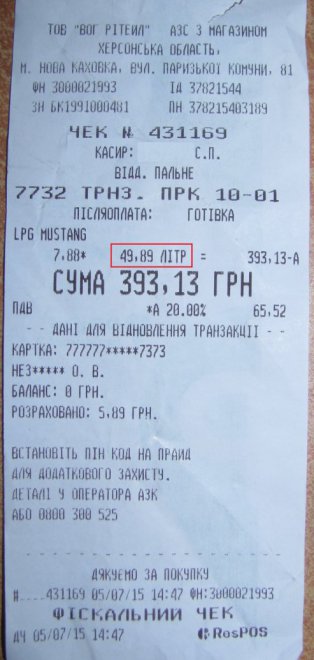 ТОВ "ВОГ РІТЕЙЛ" АЗС З МАГАЗИНОМ
ХЕРСОНСЬКА ОБЛАСТЬ,
М. НОВА КАХОВКА, ВУЛ. ПАРИЗЬКОЇ КОМУНИ, 81
ФН 3000021993 ІД 37821544
ЗН БК1991000481 ПН 378215403189
ЧЕК № 431169
КАСИР: С.П.
ВІДД. ПАЛЬНЕ
7732 ТРНЗ. ПРК 10-01
ПІСЛЯОПЛАТА: ГОТІВКА
LPG MUSTANG
7,88* 49,89 ЛІТР = 393,13-А
СУМА 393,13 ГРН
ПДВ *А 20.00% 65,52
- - ДАНІ ДЛЯ ВІДНОВЛЕННЯ ТРАНЗАКЦІЇ - -
КАРТКА: 777777*****7373
НЕЗ***** О. В.
БАЛАНС: 0 ГРН.
РОЗРАХОВАНО: 5,89 ГРН.
ВСТАНОВІТЬ ПІН КОД НА ПРАЙД
ДЛЯ ДОДАТКОВОГО ЗАХИСТУ.
ДЕТАЛІ У ОПЕРАТОРА АЗК
АБО 0800 300 525
ДЯКУЄМО ЗА ПОКУПКУ
#....431169 05/07/15 14:47 ФН:3000021993
ФІСКАЛЬНИЙ ЧЕК
ДЧ 05/07/15 14:47 RosPOS